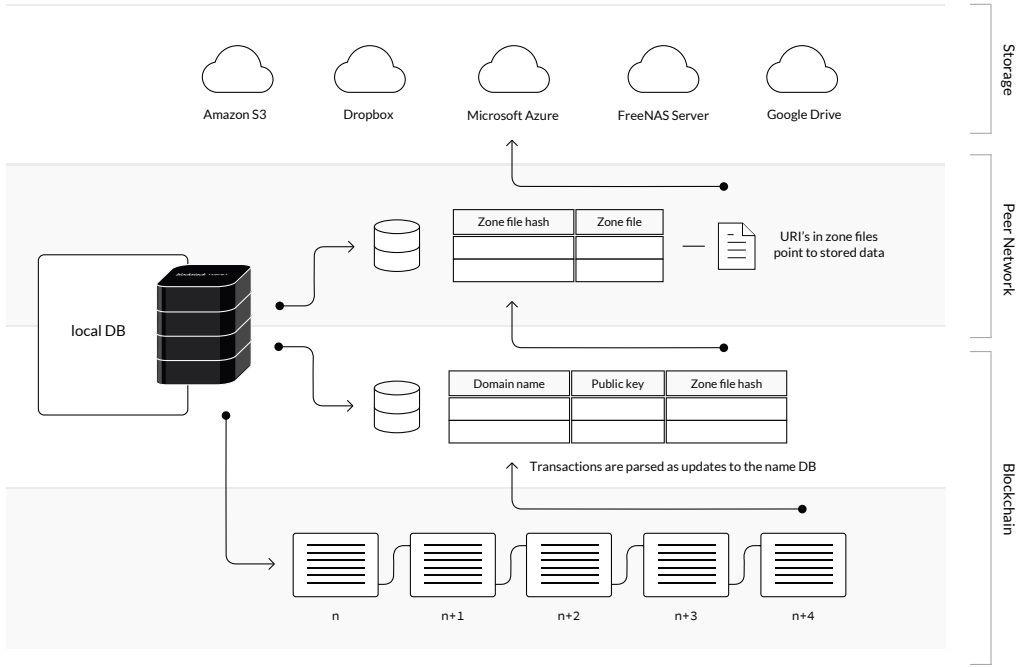 Storage
Amazon S3
Dropbox
Microsoft Azure
FreeNAS Server
Google Drive
Peer Network
Zone file hash
Zone file
URI's in zone files
point to stored data
local DB
Blockchain
Domain name
Public key
Zone file hash
Transactions are parsed as updates to the name DB
n
n+1
n+2
n+3
n+4